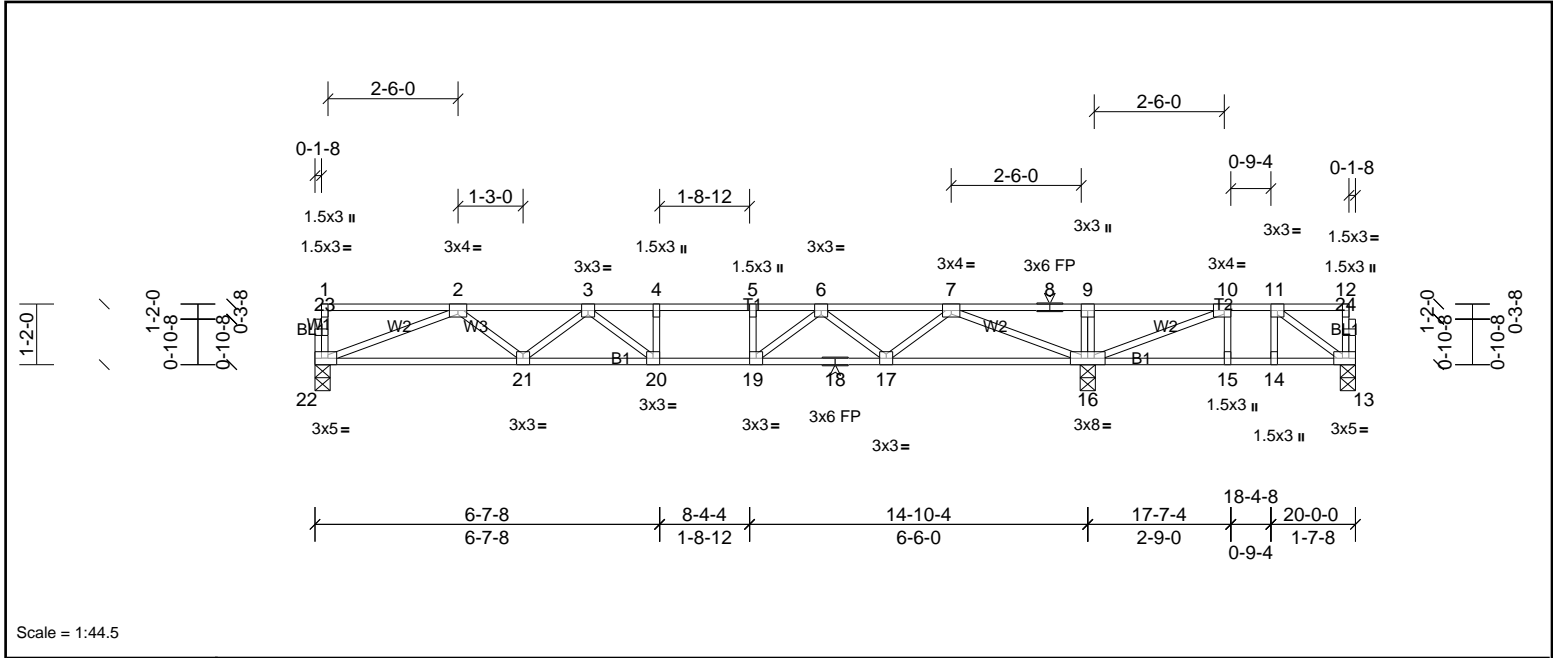 2-6-0
2-6-0
0-1-8
2-6-0
0-9-4
0-1-8
1-3-0
1-8-12
1.5x3 II
3x3 II
3x3 =
1.5x3 =
1.5x3 =
3x4 =
1.5x3 II
3x3 =
3x3 =
1.5x3 II
3x4 =
3x6 FP
3x4 =
1.5x3 II
1 2 3 4 5 6 7 8 9 10 11 12
23 T1 T2 24
1-2-0
1-2-0
0-10-8
0-10-8
0-3-8
W1
BL1
W2
W3
W2
W2
BL1
1-2-0
0-10-8
0-10-8
0-3-8
B1
B1
22 21 20 19 18 17 16 15 14 13
3x5 =
3x3 =
3x3 =
3x3 =
3x6 FP
3x3 =
3x8 =
1.5x3 II
1.5x3 II
3x5 =
6-7-8 8-4-4 14-10-4 17-7-4 18-4-8 20-0-0
6-7-8 1-8-12 6-6-0 2-9-0 0-9-4 1-7-8
Scale = 1:44.5